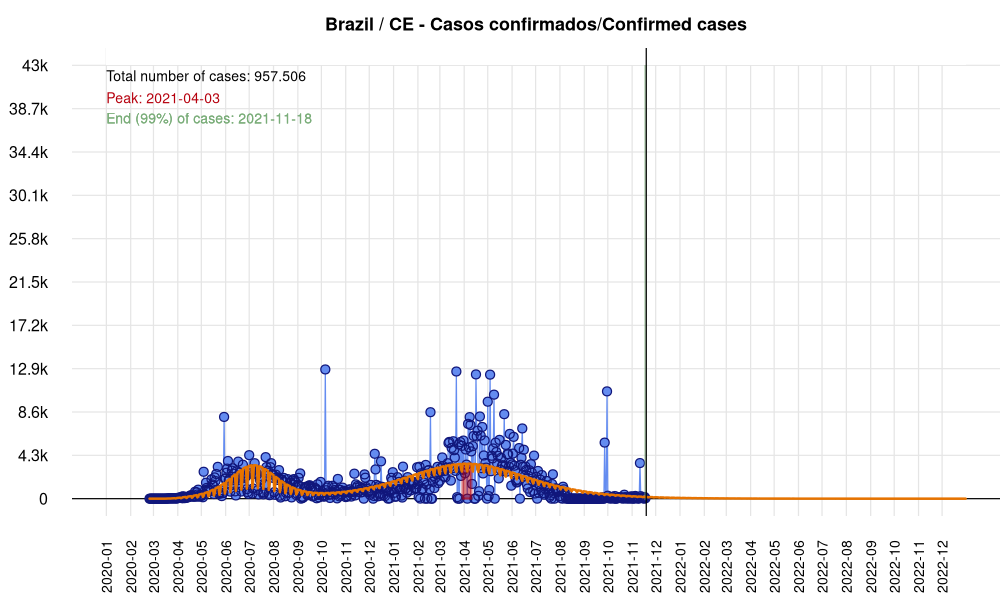 Brazil / CE - Casos confirmados/Confirmed cases
Total number of cases: 957.506
Peak: 2021-04-03
End (99%) of cases: 2021-11-18
43k
38.7k
34.4k
30.1k
25.8k
21.5k
17.2k
12.9k
8.6k
4.3k
0
2020-01
2020-02
2020-03
2020-04
2020-05
2020-06
2020-07
2020-08
2020-09
2020-10
2020-11
2020-12
2021-01
2021-02
2021-03
2021-04
2021-05
2021-06
2021-07
2021-08
2021-09
2021-10
2021-11
2021-12
2022-01
2022-02
2022-03
2022-04
2022-05
2022-06
2022-07
2022-08
2022-09
2022-10
2022-11
2022-12